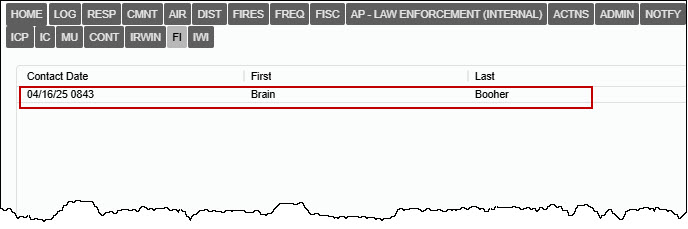 HOME LOG RESP CMNT AIR DIST FIRES FREQ FISC AP - LAW ENFORCEMENT (INTERNAL) ACTNS ADMIN NOTFY
ICP IC MU CONT IRWIN FI IWI
Contact Date First Last
04/16/25 0843 Brain Booher